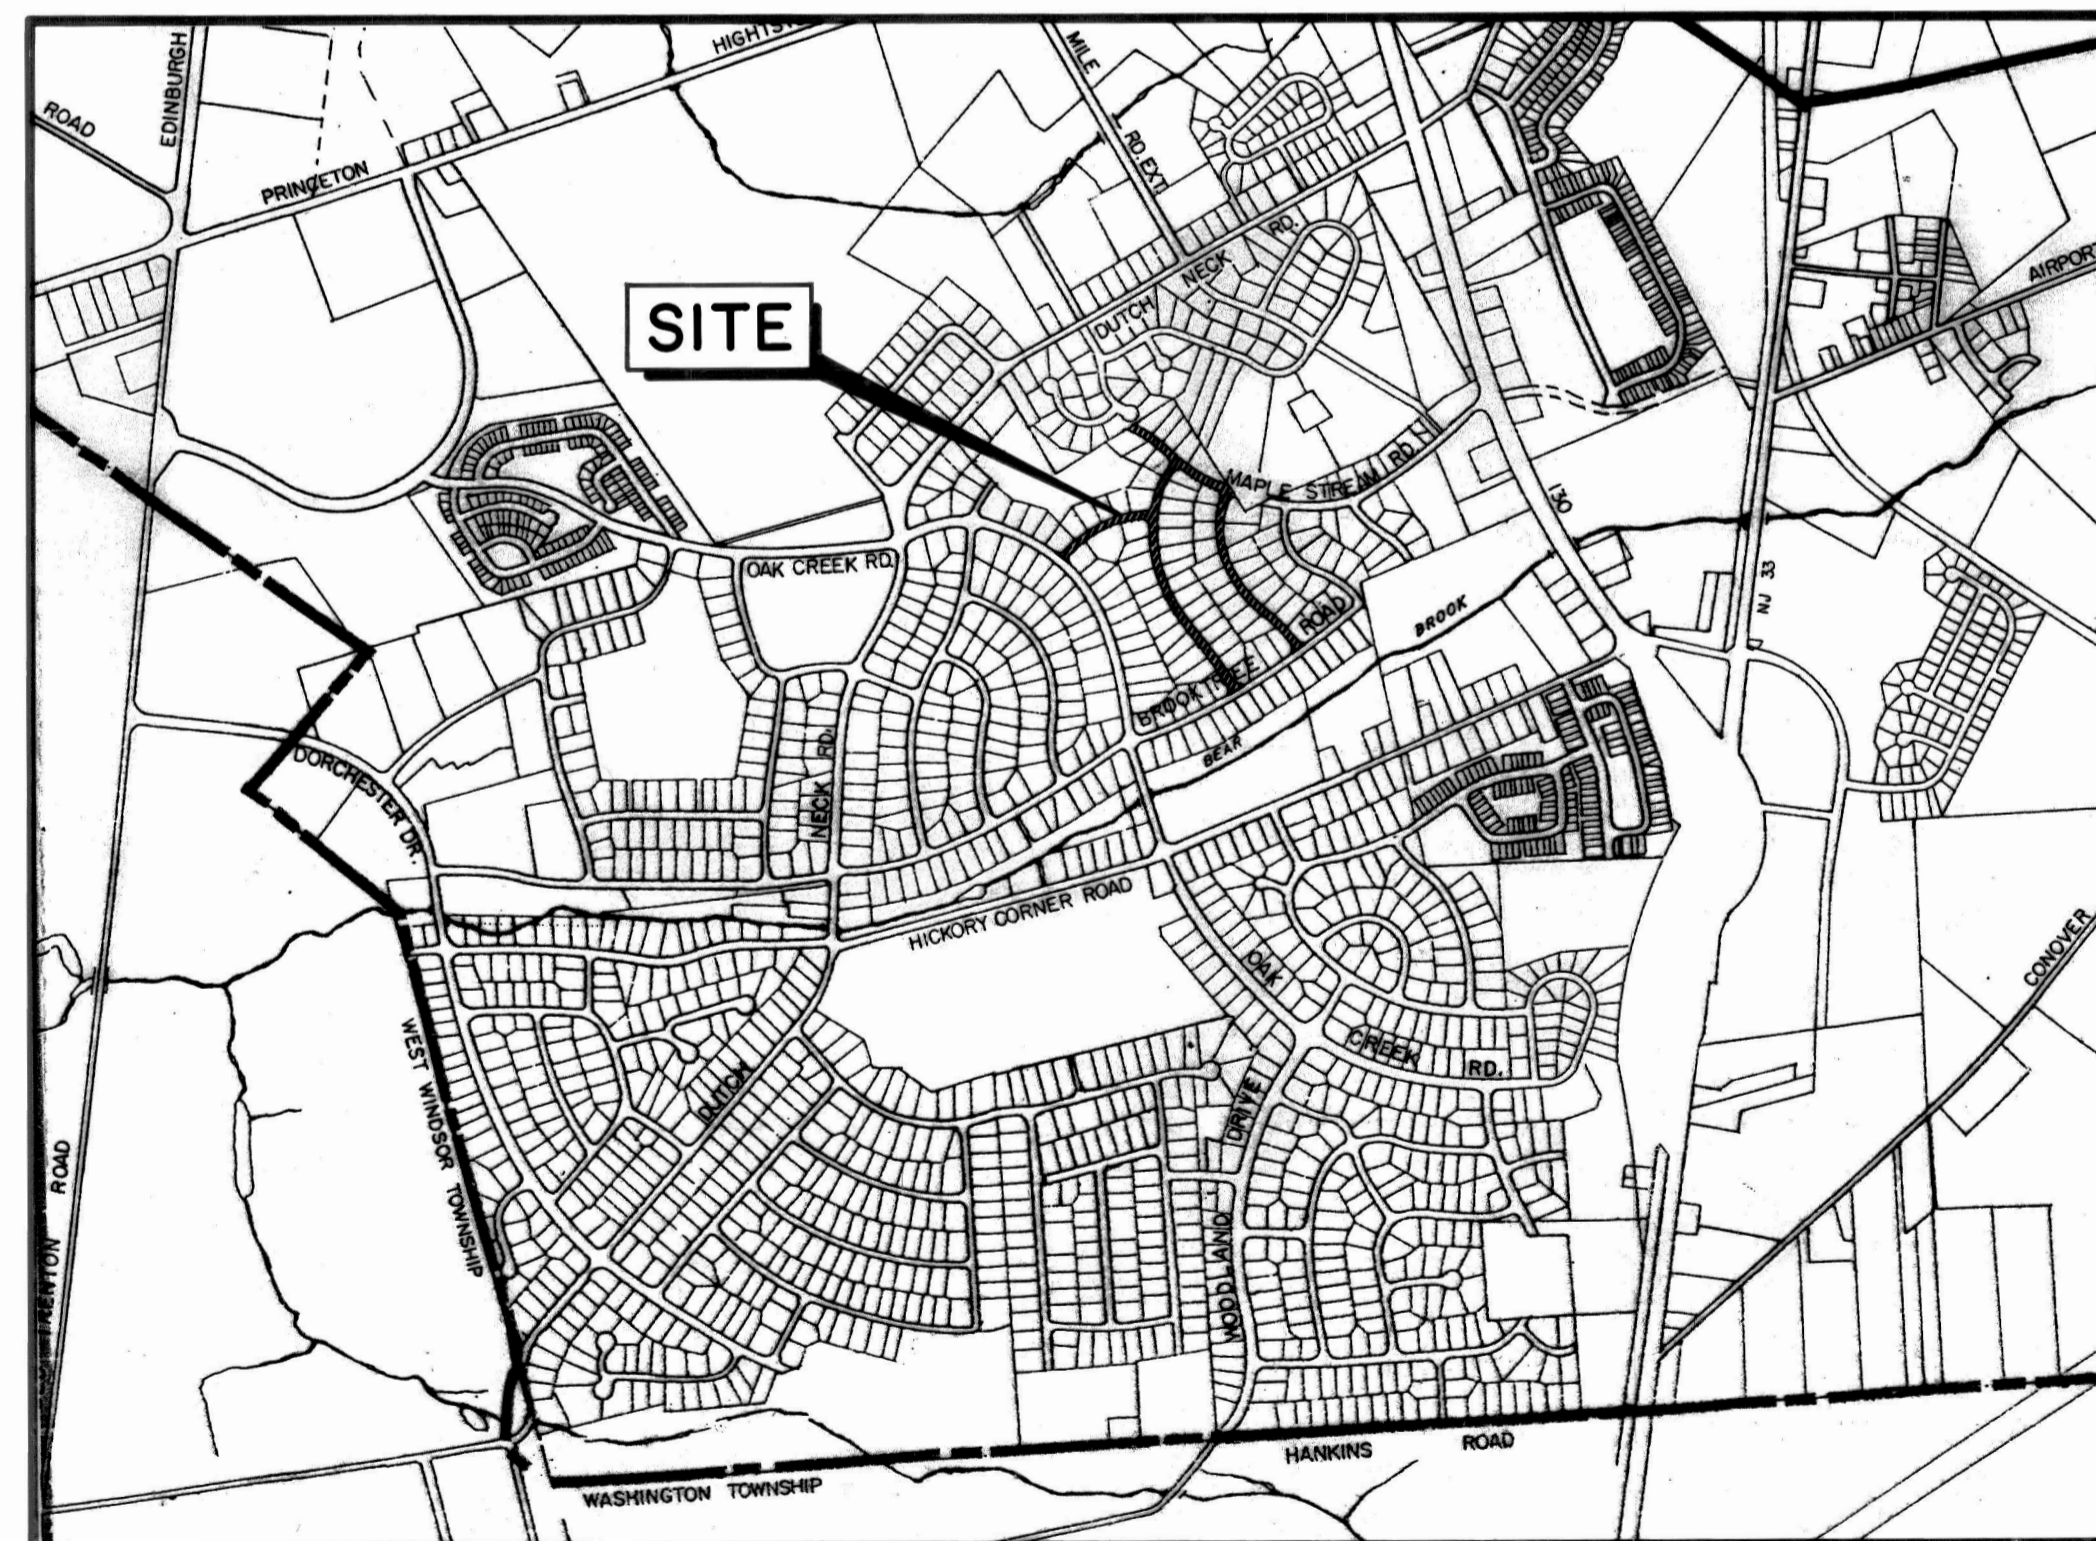 HIGHTS
MILE
EDINBURGH
ROAD
RD. EXT.
PRINCETON
RD.
NECK
DUTCH
AIRPOR
SITE
MAPLE STREAM RD.
130
OAK CREEK RD.
NJ 33
ROAD
BROOK
BROOKTREE
BEAR
NECK RD.
DORCHESTER DR.
HICKORY CORNER ROAD
CONOVER
OAK
CREEK
RD.
WEST WINDSOR TOWNSHIP
DUTCH
DRIVE
WOODLAND
ROAD
TRENTON
HANKINS ROAD
WASHINGTON TOWNSHIP